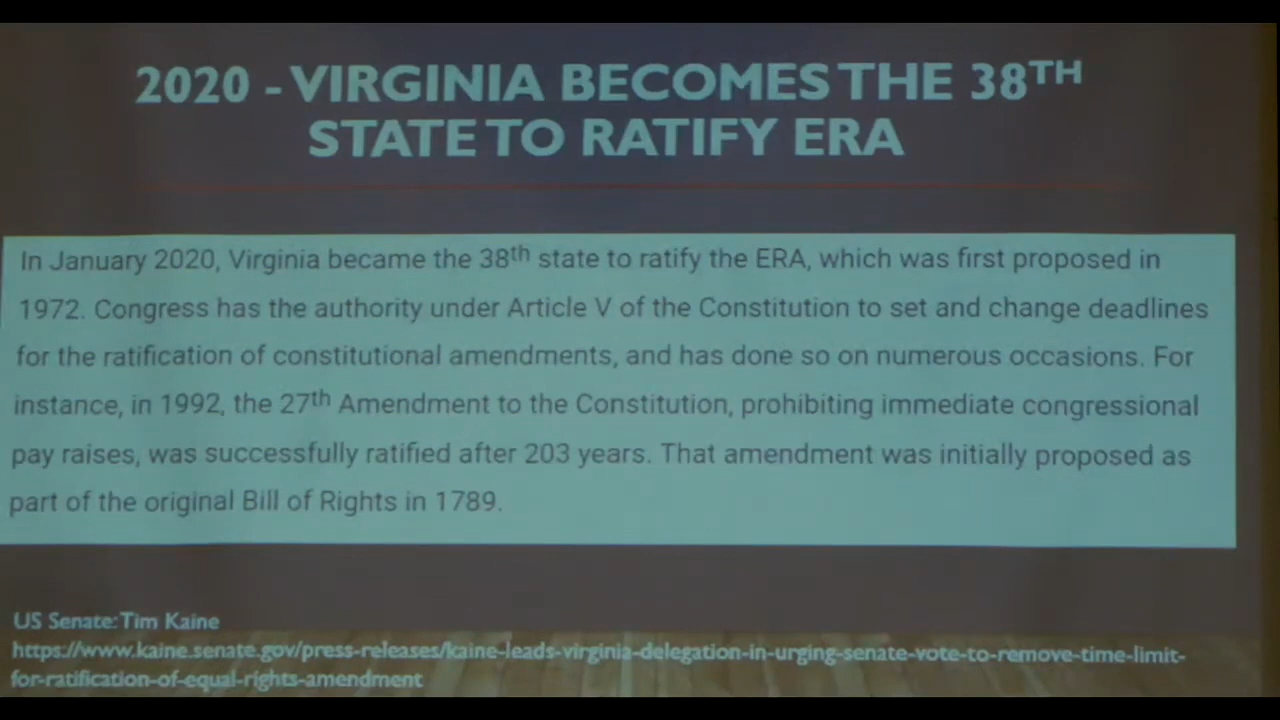 2020 - VIRGINIA BECOMES THE 38TH
STATE TO RATIFY ERA
In January 2020, Virginia became the 38th state to ratify the ERA, which was first proposed in
1972. Congress has the authority under Article V of the Constitution to set and change deadlines
for the ratification of constitutional amendments, and has done so on numerous occasions. For
instance, in 1992, the 27th Amendment to the Constitution, prohibiting immediate congressional
pay raises, was successfully ratified after 203 years. That amendment was initially proposed as
part of the original Bill of Rights in 1789.
US Senate: Tim Kaine
https://www.kaine.senate.gov/press-releases/kaine-leads-virginia-delegation-in-urging-senate-vote-to-remove-time-limit-
for-ratification-of-equal-rights-amendment